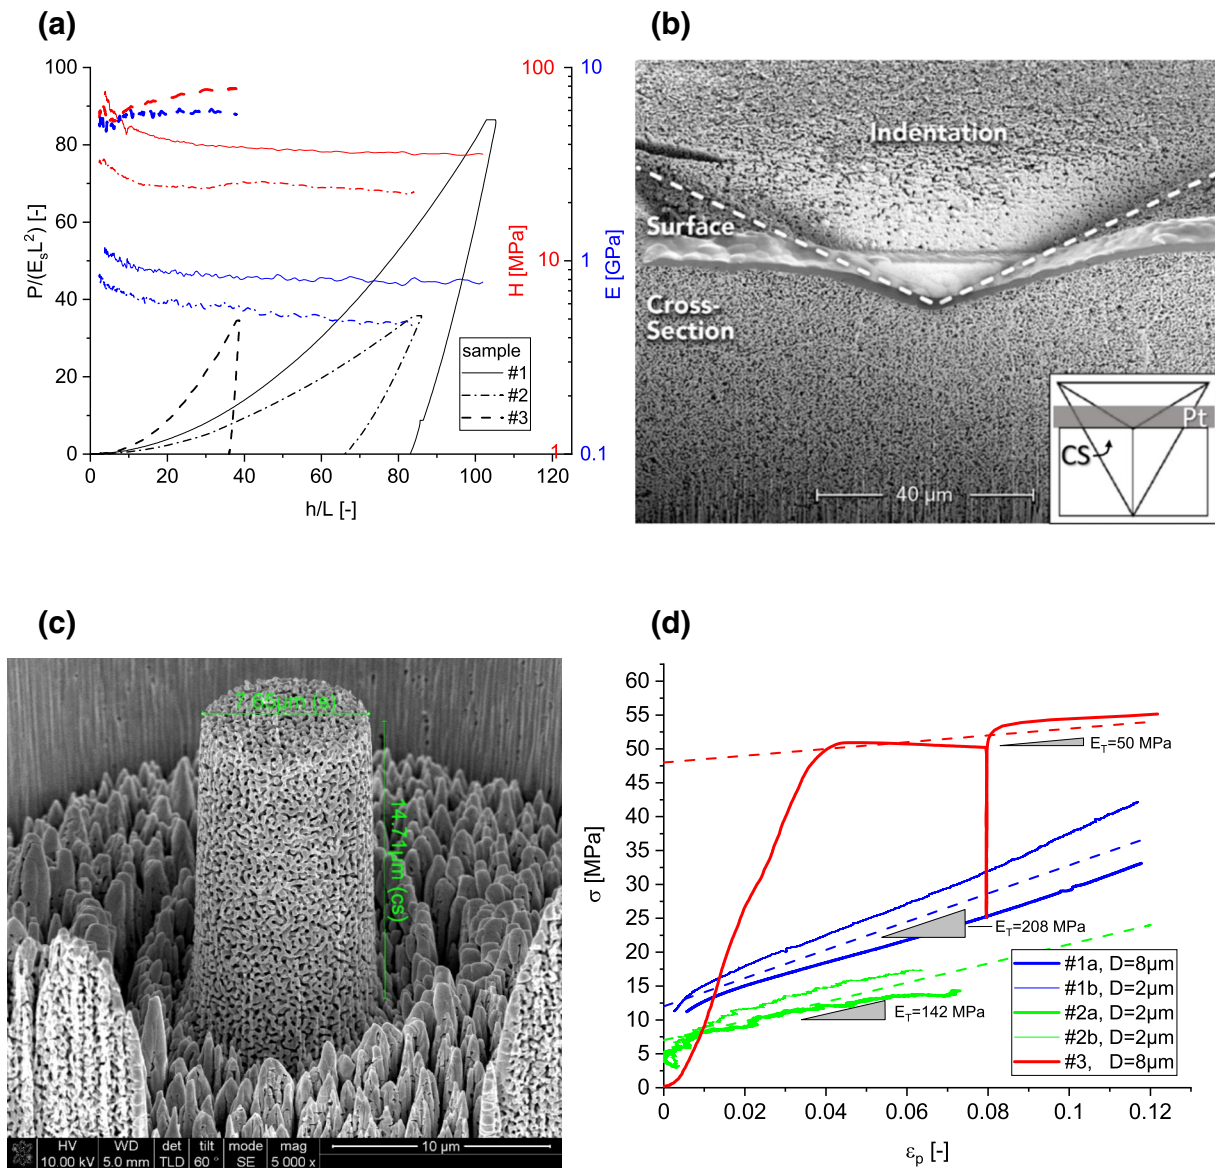 (a)
100
80
60
40
20
0
P/(EₛL²) [-]
0 20 40 60 80 100 120
h/L [-]
100
10
1
H [MPa]
10
1
0.1
E [GPa]
sample
#1
#2
#3
(b)
Indentation
Surface
Cross-
Section
40 µm
Pt
CS
(c)
7.65µm (s)
14.71µm (cs)
HV WD det tilt mode mag
10.00 kV 5.0 mm TLD 60° SE 5 000 x
10 µm
(d)
60
55
50
45
40
35
30
25
20
15
10
5
0
σ [MPa]
0 0.02 0.04 0.06 0.08 0.1 0.12
εₚ [-]
E_T=50 MPa
E_T=208 MPa
E_T=142 MPa
#1a, D=8µm
#1b, D=2µm
#2a, D=2µm
#2b, D=2µm
#3, D=8µm